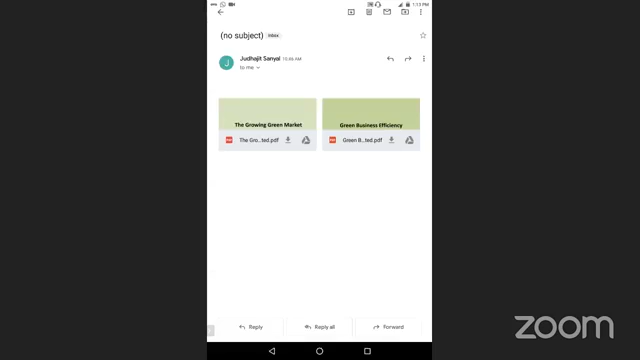 1:13 PM
(no subject) Inbox
Judhajit Sanyal 10:46 AM
to me
J
The Growing Green Market
Green Business Efficiency
The Gro...ted.pdf
Green B...ted.pdf
Reply
Reply all
Forward
zoom